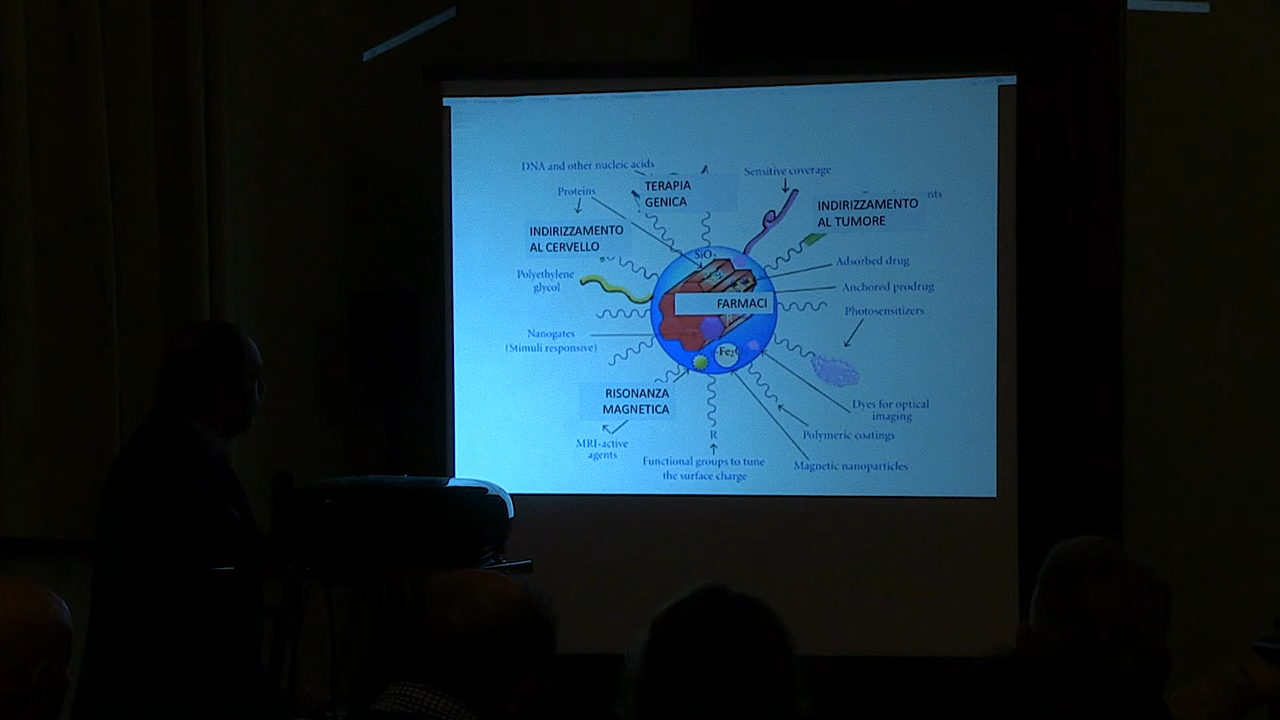 DNA and other nucleic acids
Sensitive coverage
Proteins
TERAPIA
GENICA
nts
INDIRIZZAMENTO
AL TUMORE
INDIRIZZAMENTO
AL CERVELLO
SiO
Adsorbed drug
Polyethylene
glycol
Anchored prodrug
FARMACI
Photosensitizers
Nanogates
(Stimuli responsive)
Fe2
RISONANZA
MAGNETICA
Dyes for optical
imaging
MRI-active
agents
R
Polymeric coatings
Functional groups to tune
the surface charge
Magnetic nanoparticles